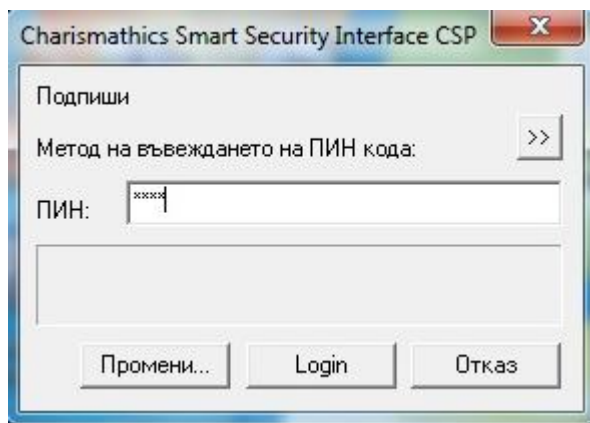 Charismathics Smart Security Interface CSP
Подпиши
Метод на въвеждането на ПИН кода:
>>
ПИН: ****
Промени... Login Отказ